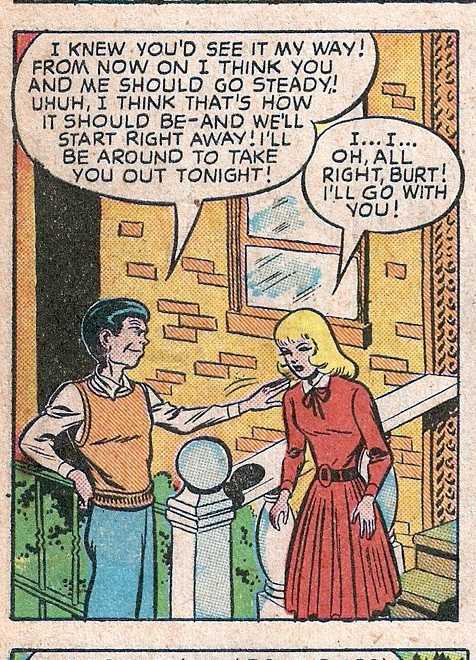 I KNEW YOU'D SEE IT MY WAY!
FROM NOW ON I THINK YOU
AND ME SHOULD GO STEADY!
UHUH, I THINK THAT'S HOW
IT SHOULD BE-AND WE'LL
START RIGHT AWAY! I'LL
BE AROUND TO TAKE
YOU OUT TONIGHT!
I... I...
OH, ALL
RIGHT, BURT!
I'LL GO WITH
YOU!